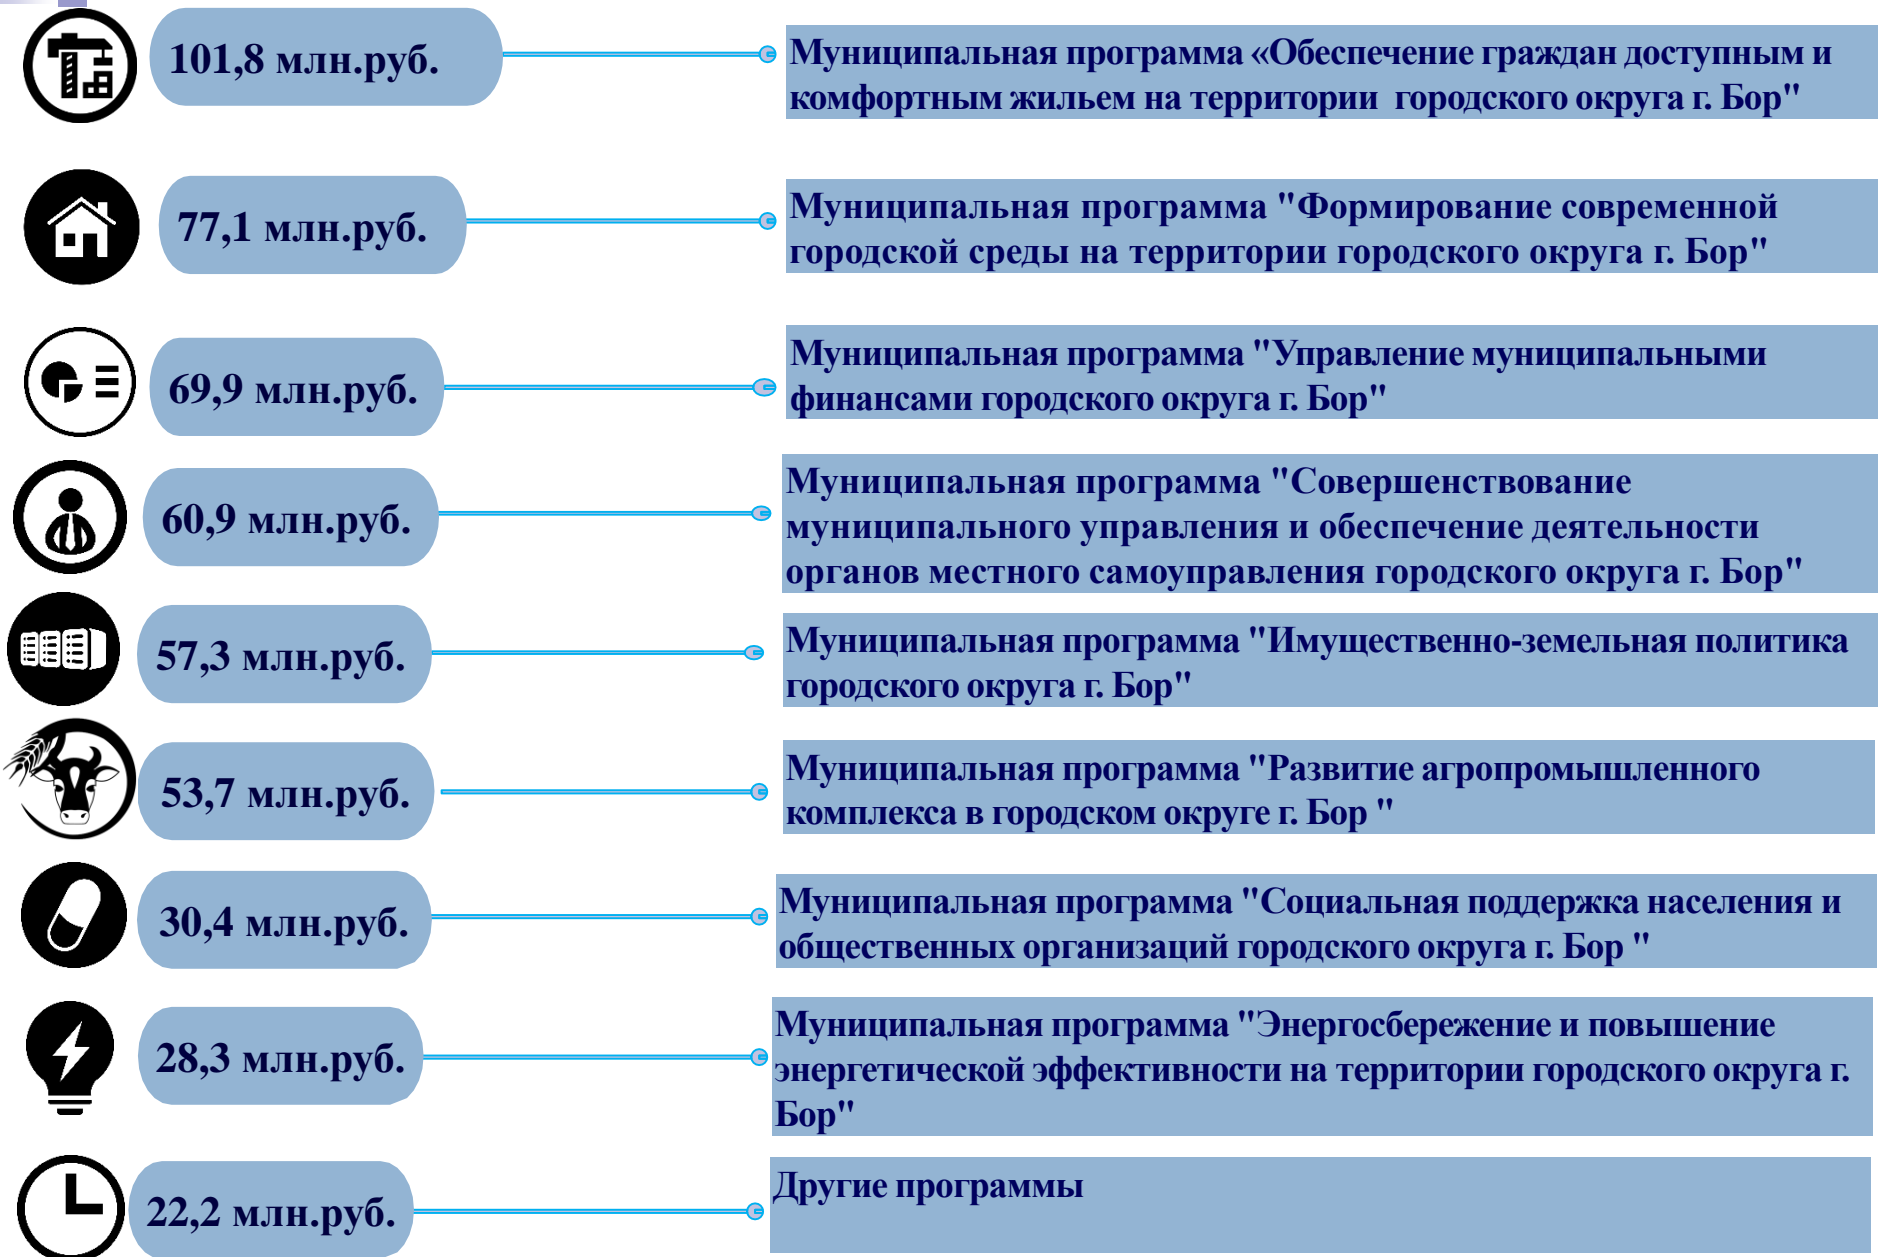 101,8 млн.руб.
Муниципальная программа «Обеспечение граждан доступным и
комфортным жильем на территории городского округа г. Бор"
77,1 млн.руб.
Муниципальная программа "Формирование современной
городской среды на территории городского округа г. Бор"
69,9 млн.руб.
Муниципальная программа "Управление муниципальными
финансами городского округа г. Бор"
60,9 млн.руб.
Муниципальная программа "Совершенствование
муниципального управления и обеспечение деятельности
органов местного самоуправления городского округа г. Бор"
57,3 млн.руб.
Муниципальная программа "Имущественно-земельная политика
городского округа г. Бор"
53,7 млн.руб.
Муниципальная программа "Развитие агропромышленного
комплекса в городском округе г. Бор "
30,4 млн.руб.
Муниципальная программа "Социальная поддержка населения и
общественных организаций городского округа г. Бор "
28,3 млн.руб.
Муниципальная программа "Энергосбережение и повышение
энергетической эффективности на территории городского округа г.
Бор"
22,2 млн.руб.
Другие программы